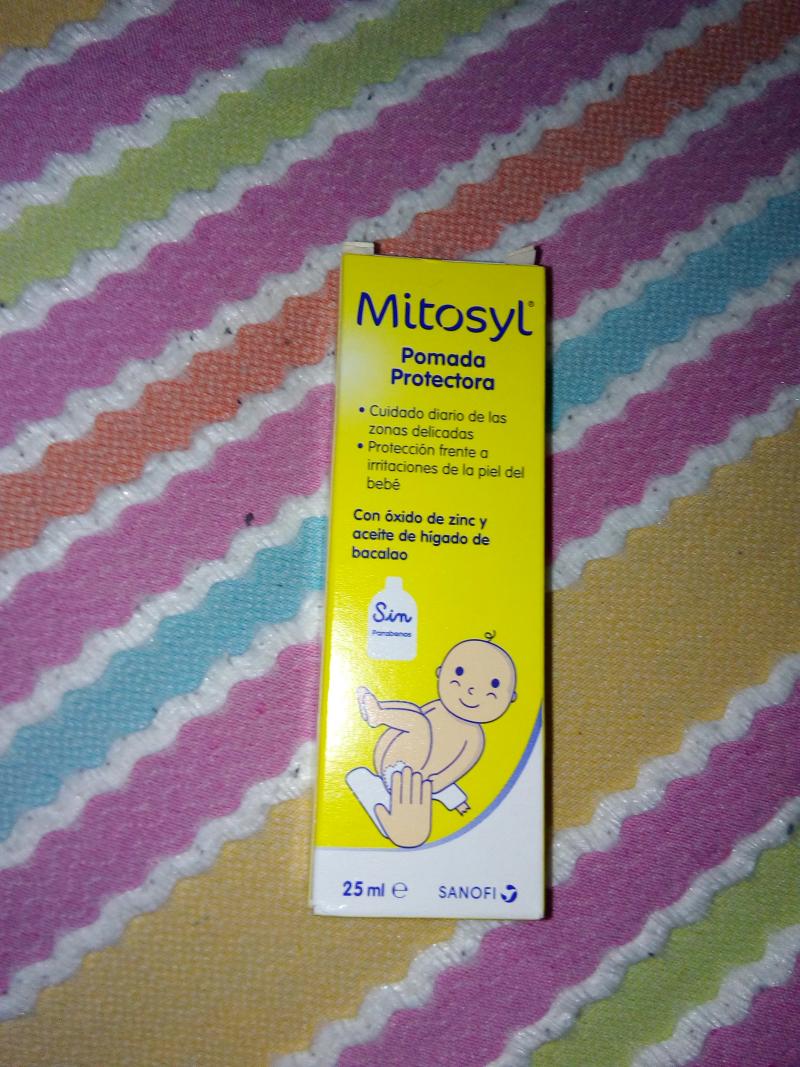 Mitosyl®
Pomada
Protectora
• Cuidado diario de las
zonas delicadas
• Protección frente a
irritaciones de la piel del
bebé
Con óxido de zinc y
aceite de hígado de
bacalao
Sin
Parabenos
25 ml ℮
SANOFI